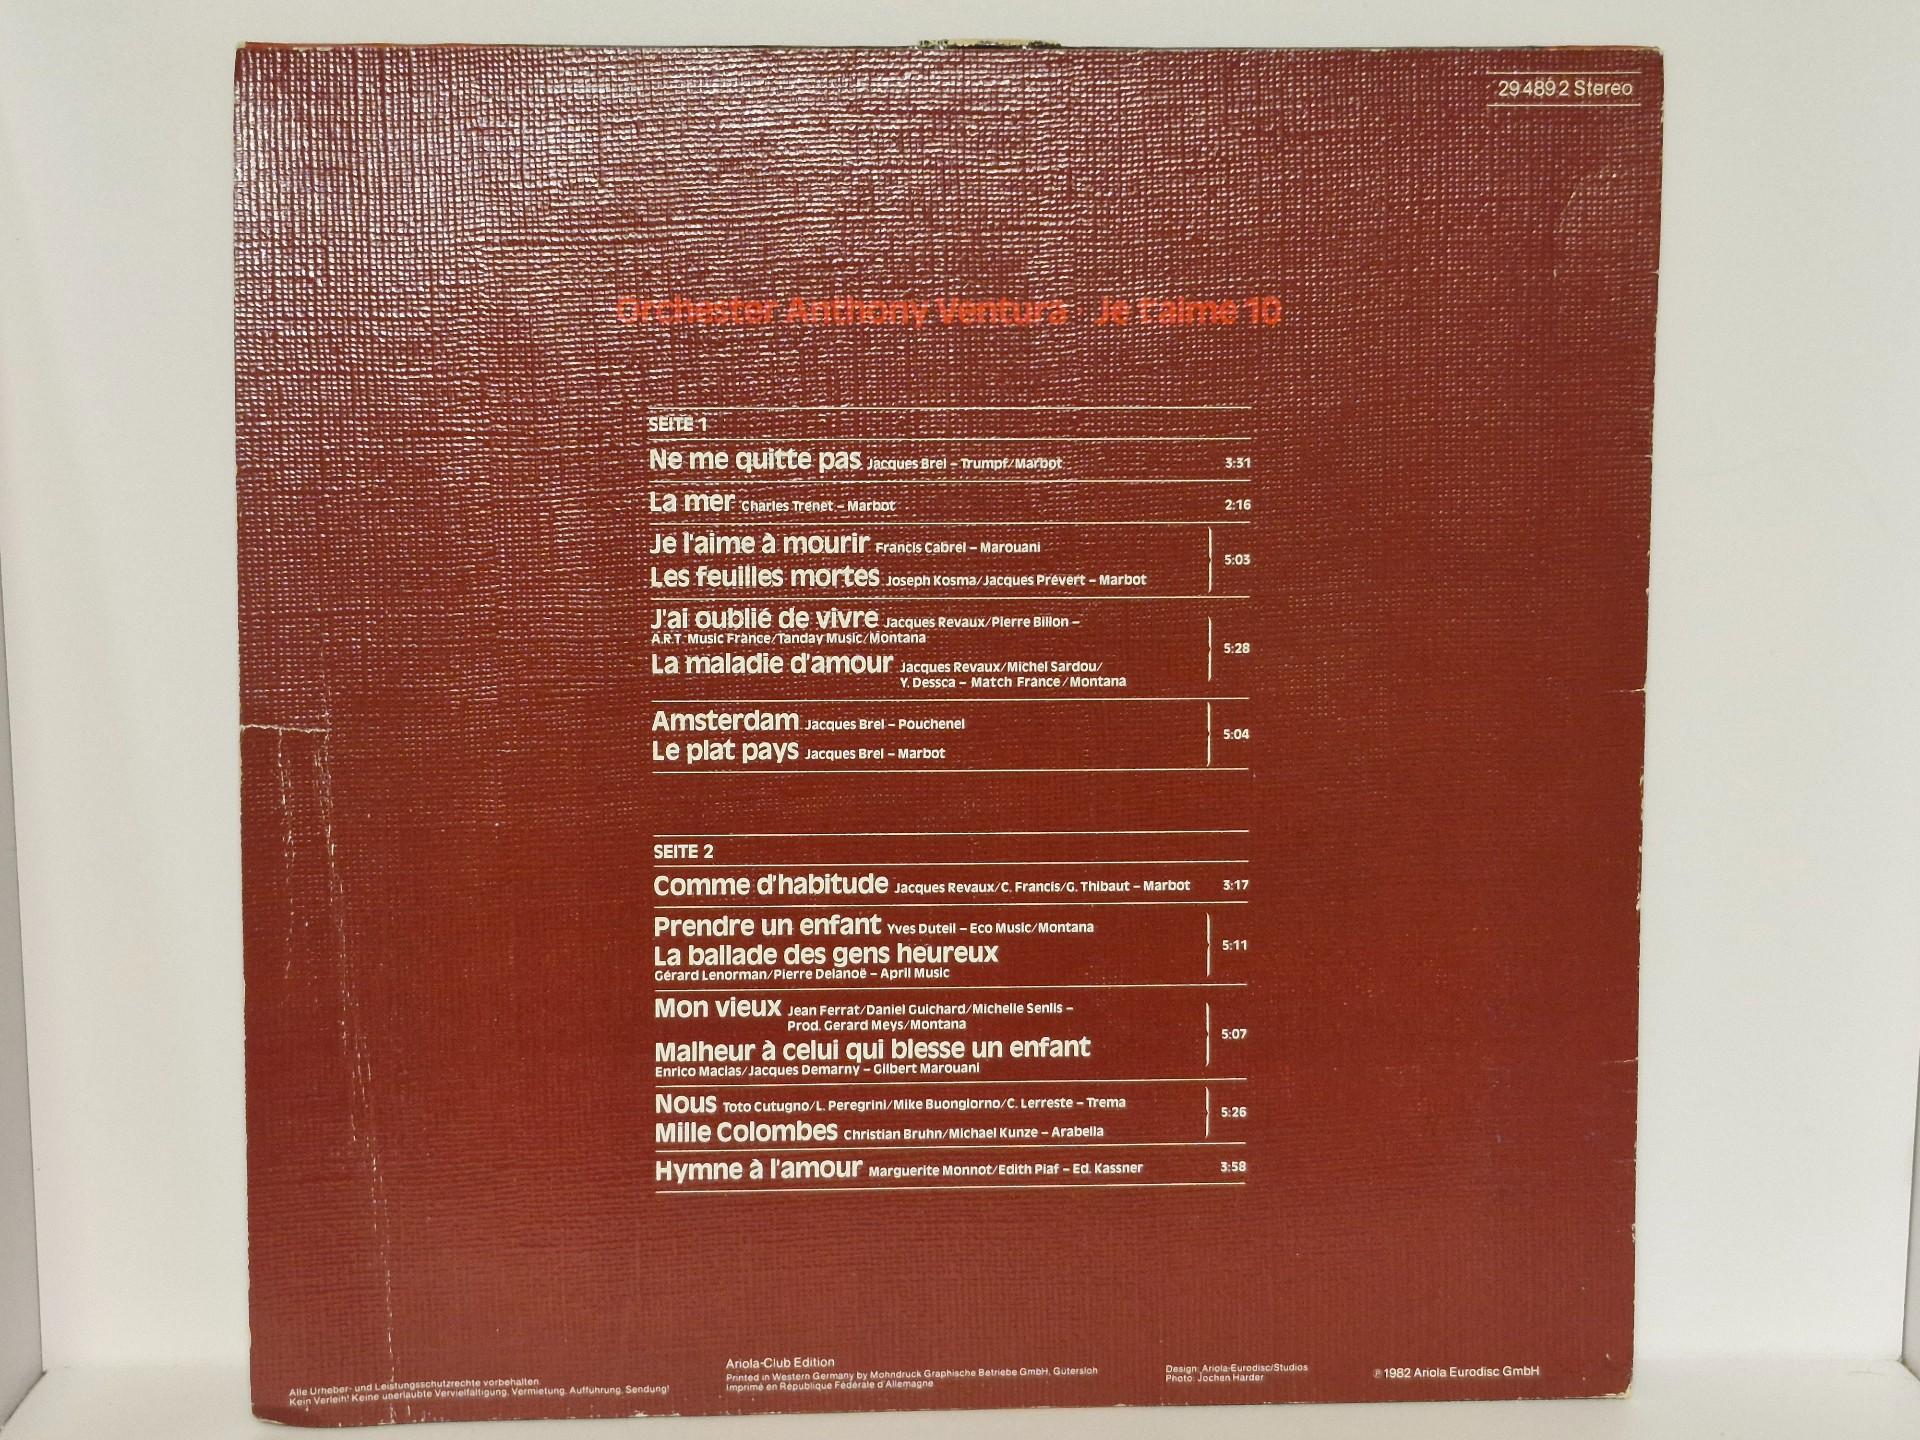 29 489 2 Stereo
Orchester Anthony Ventura · Je t'aime 10
SEITE 1
Ne me quitte pas Jacques Brel – Trumpf/Marbot 3:31
La mer Charles Trenet – Marbot 2:16
Je l'aime à mourir Francis Cabrel – Marouani
Les feuilles mortes Joseph Kosma/Jacques Prévert – Marbot
5:03
J'ai oublié de vivre Jacques Revaux/Pierre Billon –
A.R.T. Music France/Tanday Music/Montana
La maladie d'amour Jacques Revaux/Michel Sardou/
Y. Dessca – Match France/Montana
5:28
Amsterdam Jacques Brel – Pouchenel
Le plat pays Jacques Brel – Marbot
5:04
SEITE 2
Comme d'habitude Jacques Revaux/C. Francis/G. Thibaut – Marbot 3:17
Prendre un enfant Yves Duteil – Eco Music/Montana
La ballade des gens heureux
Gérard Lenorman/Pierre Delanoë – April Music
5:11
Mon vieux Jean Ferrat/Daniel Guichard/Michelle Senlis –
Prod. Gerard Meys/Montana
Malheur à celui qui blesse un enfant
Enrico Macias/Jacques Demarny – Gilbert Marouani
5:07
Nous Toto Cutugno/L. Peregrini/Mike Buongiorno/C. Lerreste – Trema
Mille Colombes Christian Bruhn/Michael Kunze – Arabella
5:26
Hymne à l'amour Marguerite Monnot/Edith Piaf – Ed. Kassner 3:58
Alle Urheber- und Leistungsschutzrechte vorbehalten.
Kein Verleih! Keine unerlaubte Vervielfältigung, Vermietung, Aufführung, Sendung!
Ariola-Club Edition
Printed in Western Germany by Mohndruck Graphische Betriebe GmbH, Gütersloh
Imprimé en République Fédérale d'Allemagne
Design: Ariola-Eurodisc/Studios
Photo: Jochen Harder
℗ 1982 Ariola Eurodisc GmbH